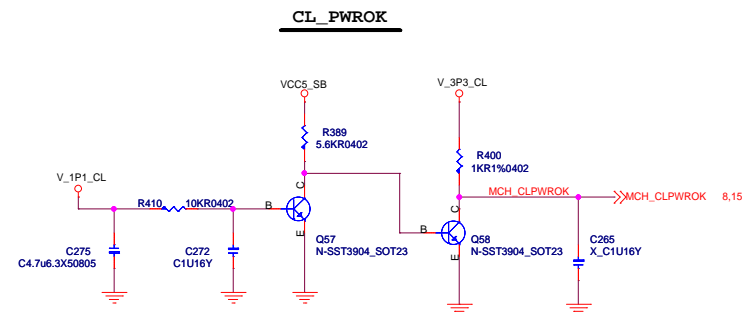 CL_PWROK
VCC5_SB
V_3P3_CL
R389
5.6KR0402
R400
1KR1%0402
V_1P1_CL
R410 10KR0402
MCH_CLPWROK
MCH_CLPWROK 8,15
C
B
E
C
B
E
C275
C4.7u6.3X50805
C272
C1U16Y
Q57
N-SST3904_SOT23
Q58
N-SST3904_SOT23
C265
X_C1U16Y